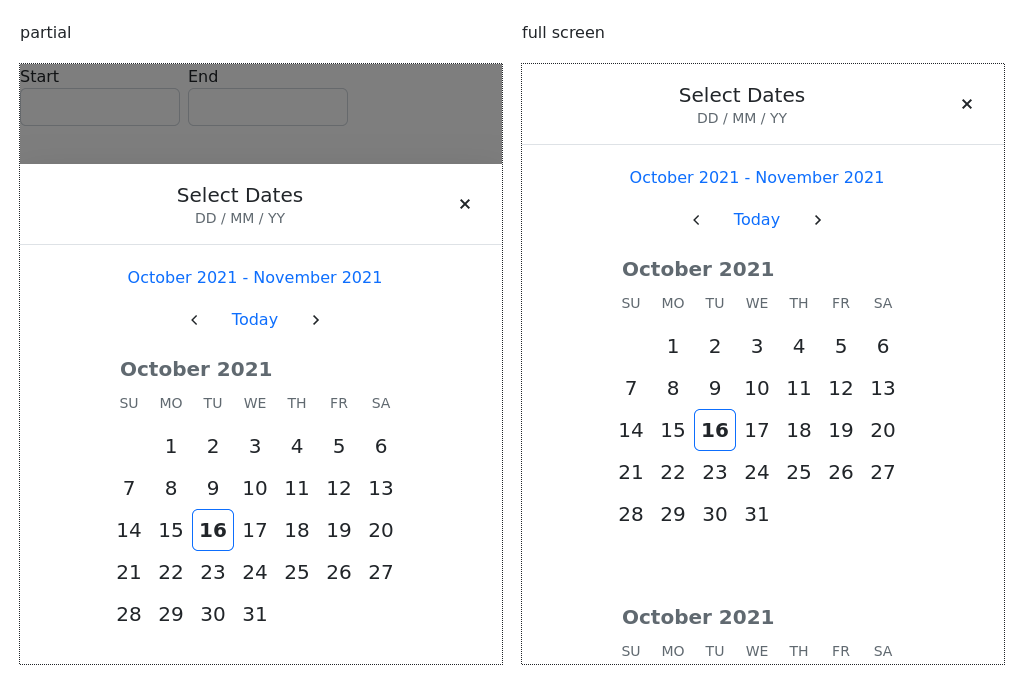 partial
Start End
Select Dates
DD / MM / YY
×
October 2021 - November 2021
‹ Today ›
October 2021
SU MO TU WE TH FR SA
1 2 3 4 5 6
7 8 9 10 11 12 13
14 15 16 17 18 19 20
21 22 23 24 25 26 27
28 29 30 31
full screen
Select Dates
DD / MM / YY
×
October 2021 - November 2021
‹ Today ›
October 2021
SU MO TU WE TH FR SA
1 2 3 4 5 6
7 8 9 10 11 12 13
14 15 16 17 18 19 20
21 22 23 24 25 26 27
28 29 30 31
October 2021
SU MO TU WE TH FR SA